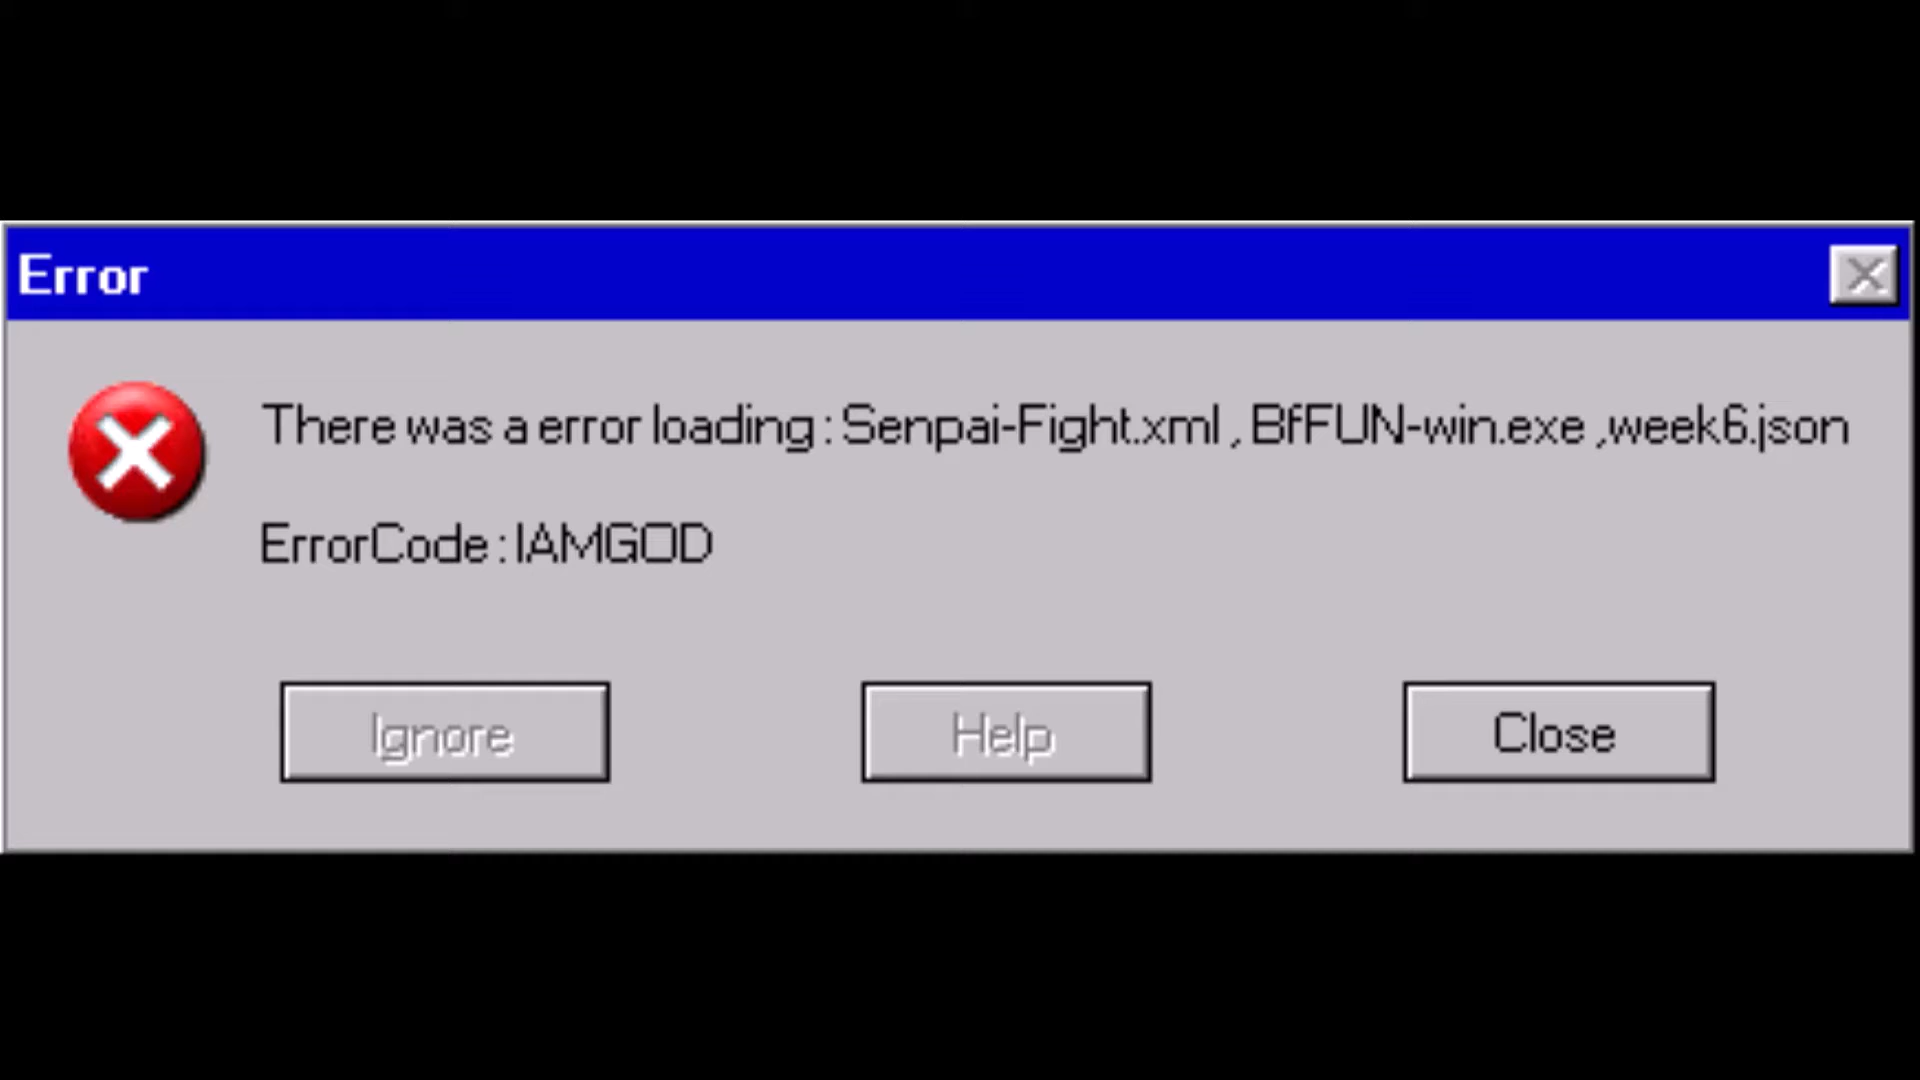 Error
There was a error loading : Senpai-Fight.xml , BfFUN-win.exe ,week6.json
ErrorCode : IAMGOD
Ignore Help Close